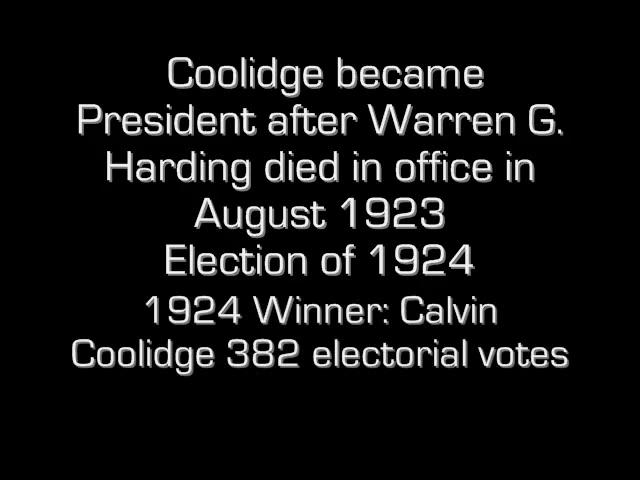 Coolidge became
President after Warren G.
Harding died in office in
August 1923
Election of 1924
1924 Winner: Calvin
Coolidge 382 electorial votes